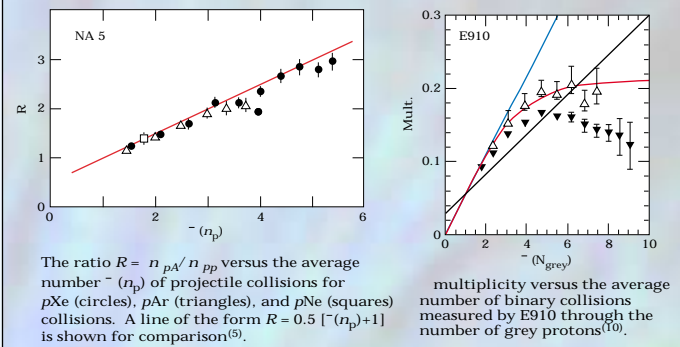 NA 5
3
2
1
0
R
0 2 4 6
‾ (np)
The ratio R = n pA/ n pp versus the average
number ‾ (np) of projectile collisions for
pXe (circles), pAr (triangles), and pNe (squares)
collisions. A line of the form R = 0.5 [‾(np)+1]
is shown for comparison(5).
E910
0.3
0.2
0.1
0
Mult.
0 2 4 6 8 10
‾ (Ngrey)
multiplicity versus the average
number of binary collisions
measured by E910 through the
number of grey protons(10).